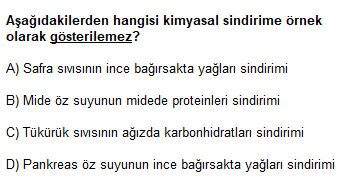 Aşağıdakilerden hangisi kimyasal sindirime örnek
olarak gösterilemez?
A) Safra sıvısının ince bağırsakta yağları sindirimi
B) Mide öz suyunun midede proteinleri sindirimi
C) Tükürük sıvısının ağızda karbonhidratları sindirimi
D) Pankreas öz suyunun ince bağırsakta yağları sindirimi